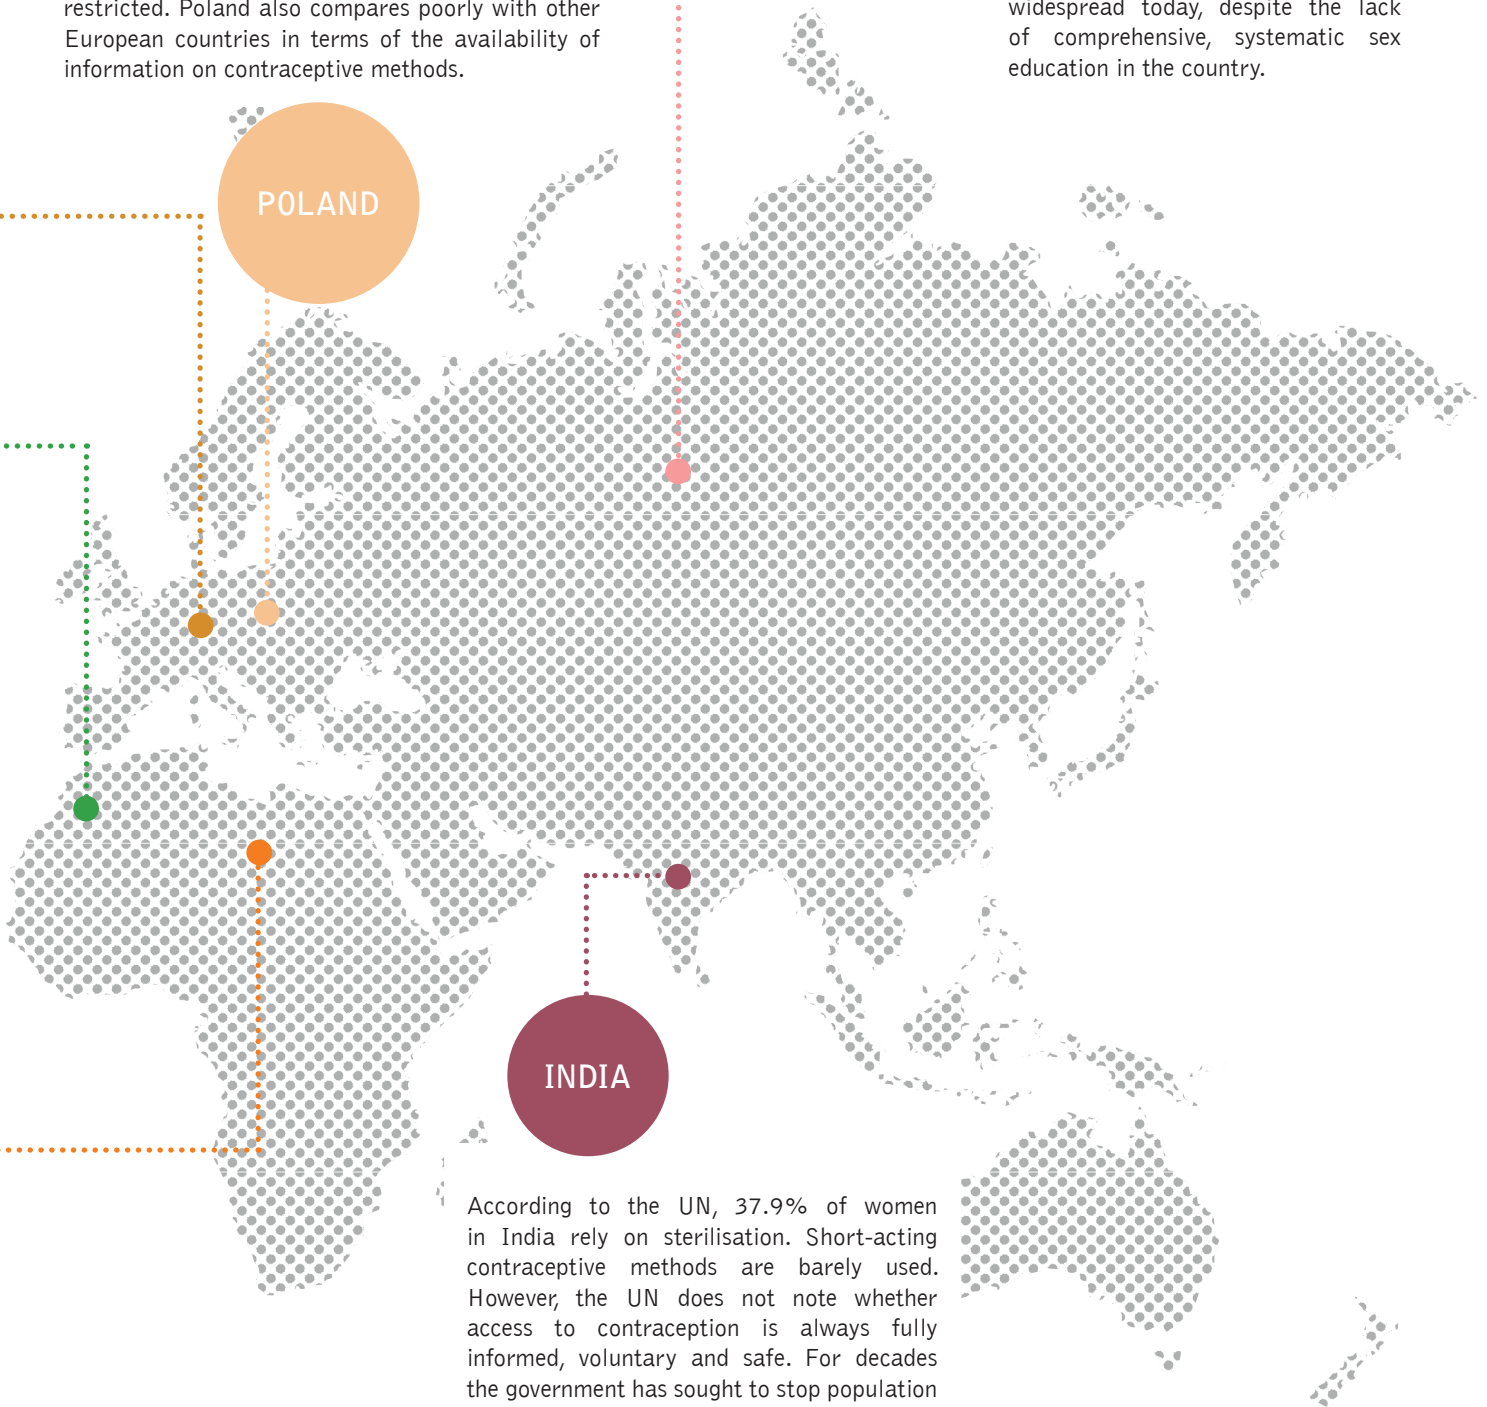 restricted. Poland also compares poorly with other
European countries in terms of the availability of
information on contraceptive methods.
widespread today, despite the lack
of comprehensive, systematic sex
education in the country.
POLAND
INDIA
According to the UN, 37.9% of women
in India rely on sterilisation. Short-acting
contraceptive methods are barely used.
However, the UN does not note whether
access to contraception is always fully
informed, voluntary and safe. For decades
the government has sought to stop population